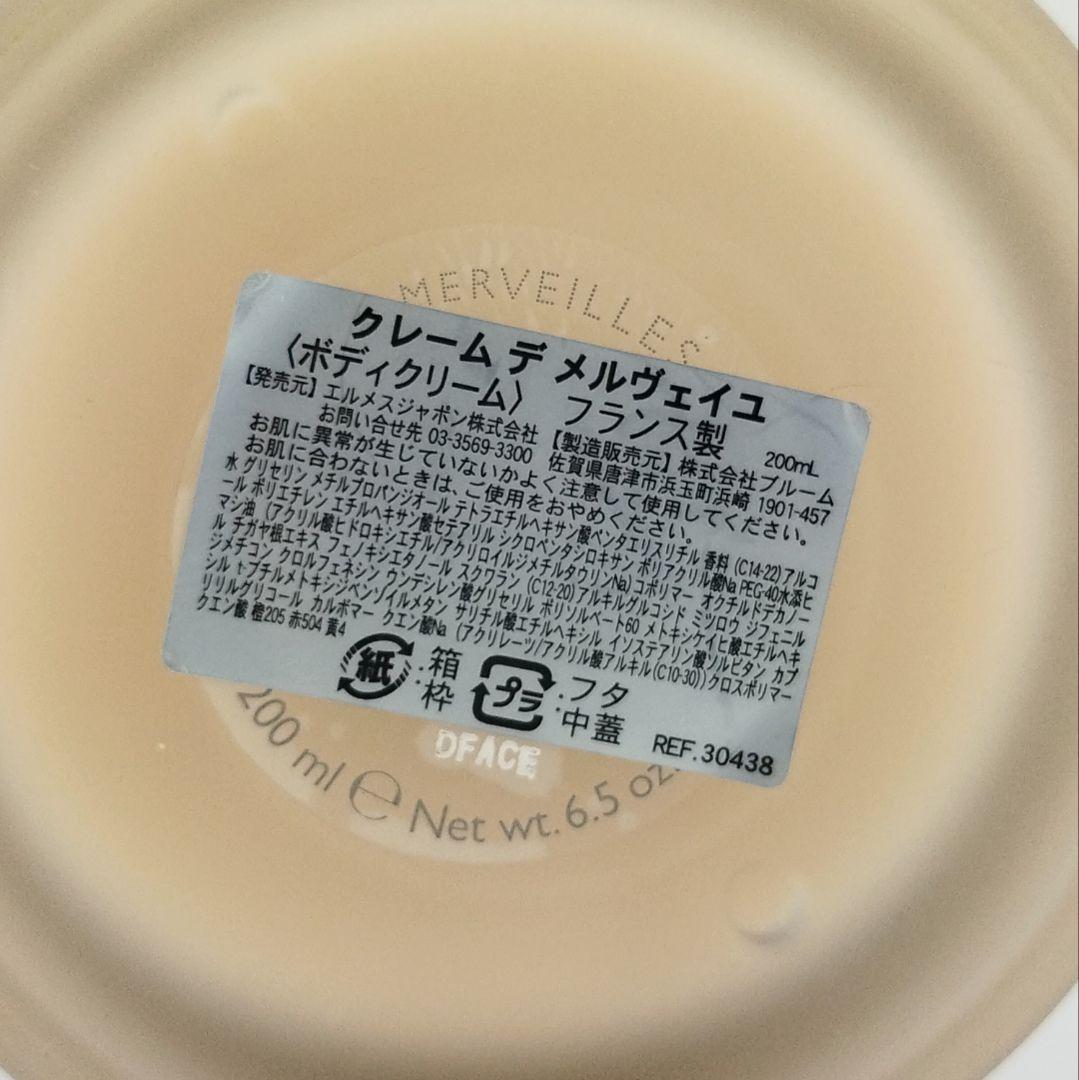 MERVEILLES
クレーム デ メルヴェイユ
〈ボディクリーム〉 フランス製 200mL
【発売元】エルメスジャポン株式会社 【製造販売元】株式会社ブルーム
お問い合せ先 03-3569-3300 佐賀県唐津市浜玉町浜崎 1901-457
お肌に異常が生じていないかよく注意して使用してください。
お肌に合わないときは、ご使用をおやめください。
水 グリセリン メチルプロパンジオール テトラエチルヘキサン酸ペンタエリスリチル 香料 (C14-22)アルコ
ール ポリエチレン エチルヘキサン酸セテアリル シクロペンタシロキサン ポリアクリル酸Na PEG-40水添ヒ
マシ油 (アクリル酸ヒドロキシエチル/アクリロイルジメチルタウリンNa)コポリマー オクチルドデカノー
ル チガヤ根エキス フェノキシエタノール スクワラン (C12-20)アルキルグルコシド ミツロウ ジフェニル
ジメチコン クロルフェネシン ウンデシレン酸グリセリル ポリソルベート60 メトキシケイヒ酸エチルヘキ
シル t-ブチルメトキシジベンゾイルメタン サリチル酸エチルヘキシル イソステアリン酸ソルビタン カプ
リリルグリコール カルボマー クエン酸Na (アクリレーツ/アクリル酸アルキル(C10-30))クロスポリマー
クエン酸 橙205 赤504 黄4
紙:箱 プラ:フタ
枠 中蓋
REF.30438
DFACE
200 ml ℮ Net wt. 6.5 oz